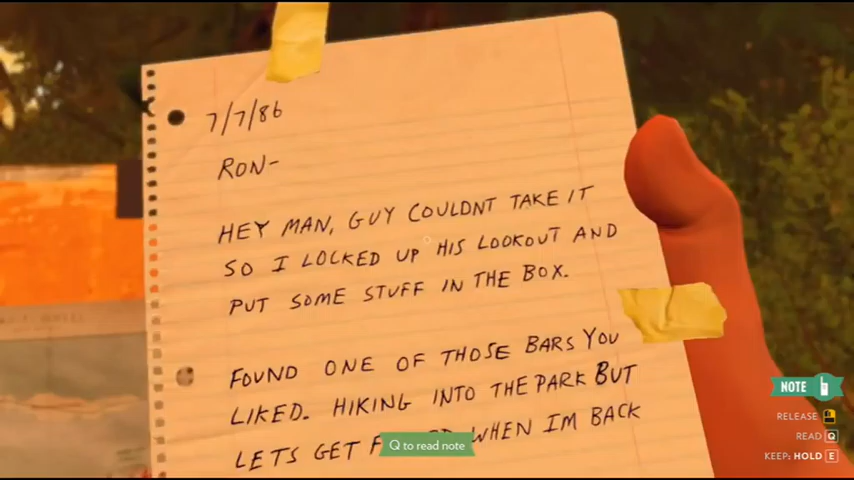 7/7/86
RON-
HEY MAN, GUY COULDNT TAKE IT
SO I LOCKED UP HIS LOOKOUT AND
PUT SOME STUFF IN THE BOX.
FOUND ONE OF THOSE BARS YOU
LIKED. HIKING INTO THE PARK BUT
LETS GET WHEN IM BACK
Q to read note
NOTE
RELEASE
READ Q
KEEP: HOLD E